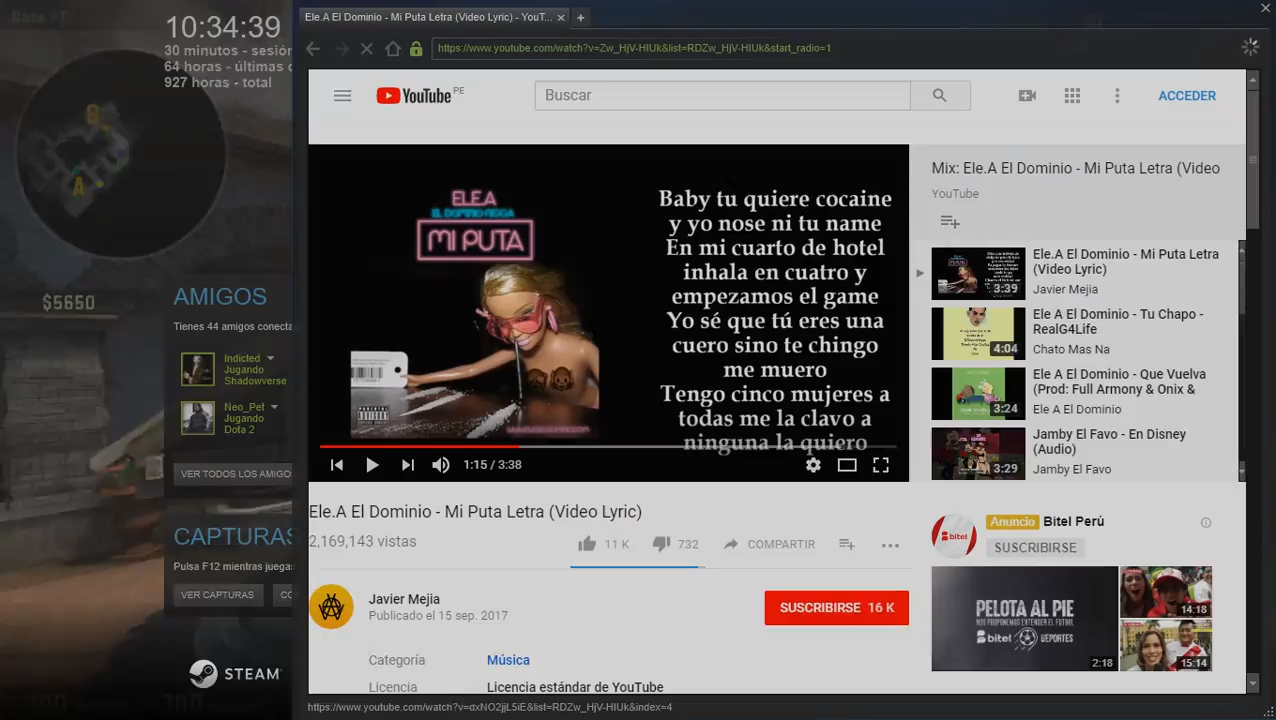 Base T
10:34:39
30 minutos - sesió
64 horas - últimas d
927 horas - total
B
A
$5650
AMIGOS
Tienes 44 amigos conecta
Indicted
Jugando
Shadowverse
Neo_Pet
Jugando
Dota 2
VER TODOS LOS AMIGO
CAPTURAS
Pulsa F12 mientras juegas
VER CAPTURAS
CO
STEAM
Ele.A El Dominio - Mi Puta Letra (Video Lyric) - YouT...
https://www.youtube.com/watch?v=Zw_HjV-HIUk&list=RDZw_HjV-HIUk&start_radio=1
YouTube PE
Buscar
ACCEDER
ELE.A
EL DOMINIO
MI PUTA
Baby tu quiere cocaine
y yo nose ni tu name
En mi cuarto de hotel
inhala en cuatro y
empezamos el game
Yo sé que tú eres una
cuero sino te chingo
me muero
Tengo cinco mujeres a
todas me la clavo a
ninguna la quiero
1:15 / 3:38
Mix: Ele.A El Dominio - Mi Puta Letra (Video
YouTube
Ele.A El Dominio - Mi Puta Letra
(Video Lyric)
Javier Mejia
3:39
Ele A El Dominio - Tu Chapo -
RealG4Life
Chato Mas Na
4:04
Ele A El Dominio - Que Vuelva
(Prod: Full Armony & Onix &
Ele A El Dominio
3:24
Jamby El Favo - En Disney
(Audio)
Jamby El Favo
3:29
Ele.A El Dominio - Mi Puta Letra (Video Lyric)
2,169,143 vistas
11 K
732
COMPARTIR
Javier Mejia
Publicado el 15 sep. 2017
SUSCRIBIRSE 16 K
Categoría
Música
Licencia
Licencia estándar de YouTube
Anuncio Bitel Perú
bitel
SUSCRIBIRSE
PELOTA AL PIE
NOS PROPONEMOS ENTENDER EL FUTBOL
bitel DEPORTES
2:18
14:18
15:14
https://www.youtube.com/watch?v=dxNO2jjL5iE&list=RDZw_HjV-HIUk&index=4